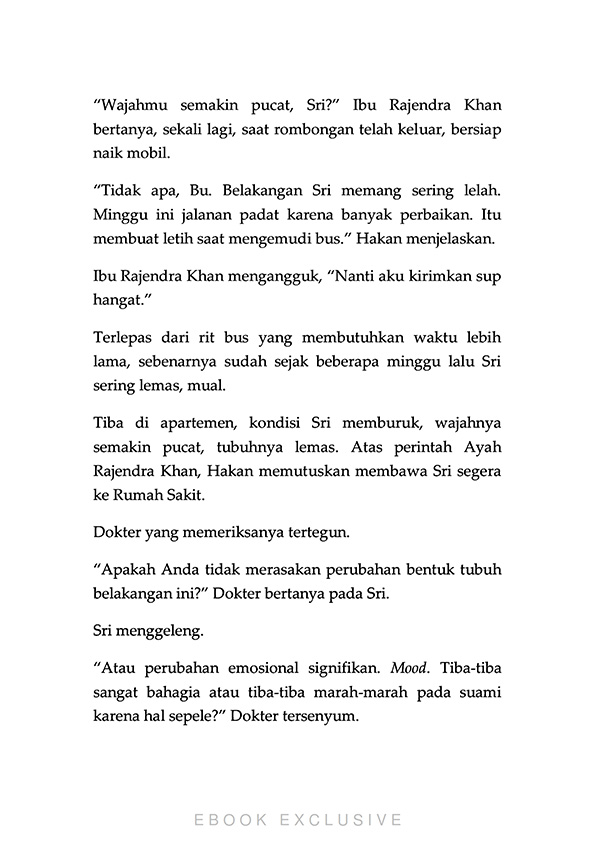 “Wajahmu semakin pucat, Sri?” Ibu Rajendra Khan
bertanya, sekali lagi, saat rombongan telah keluar, bersiap
naik mobil.
“Tidak apa, Bu. Belakangan Sri memang sering lelah.
Minggu ini jalanan padat karena banyak perbaikan. Itu
membuat letih saat mengemudi bus.” Hakan menjelaskan.
Ibu Rajendra Khan mengangguk, “Nanti aku kirimkan sup
hangat.”
Terlepas dari rit bus yang membutuhkan waktu lebih
lama, sebenarnya sudah sejak beberapa minggu lalu Sri
sering lemas, mual.
Tiba di apartemen, kondisi Sri memburuk, wajahnya
semakin pucat, tubuhnya lemas. Atas perintah Ayah
Rajendra Khan, Hakan memutuskan membawa Sri segera
ke Rumah Sakit.
Dokter yang memeriksanya tertegun.
“Apakah Anda tidak merasakan perubahan bentuk tubuh
belakangan ini?” Dokter bertanya pada Sri.
Sri menggeleng.
“Atau perubahan emosional signifikan. Mood. Tiba-tiba
sangat bahagia atau tiba-tiba marah-marah pada suami
karena hal sepele?” Dokter tersenyum.
EBOOK EXCLUSIVE